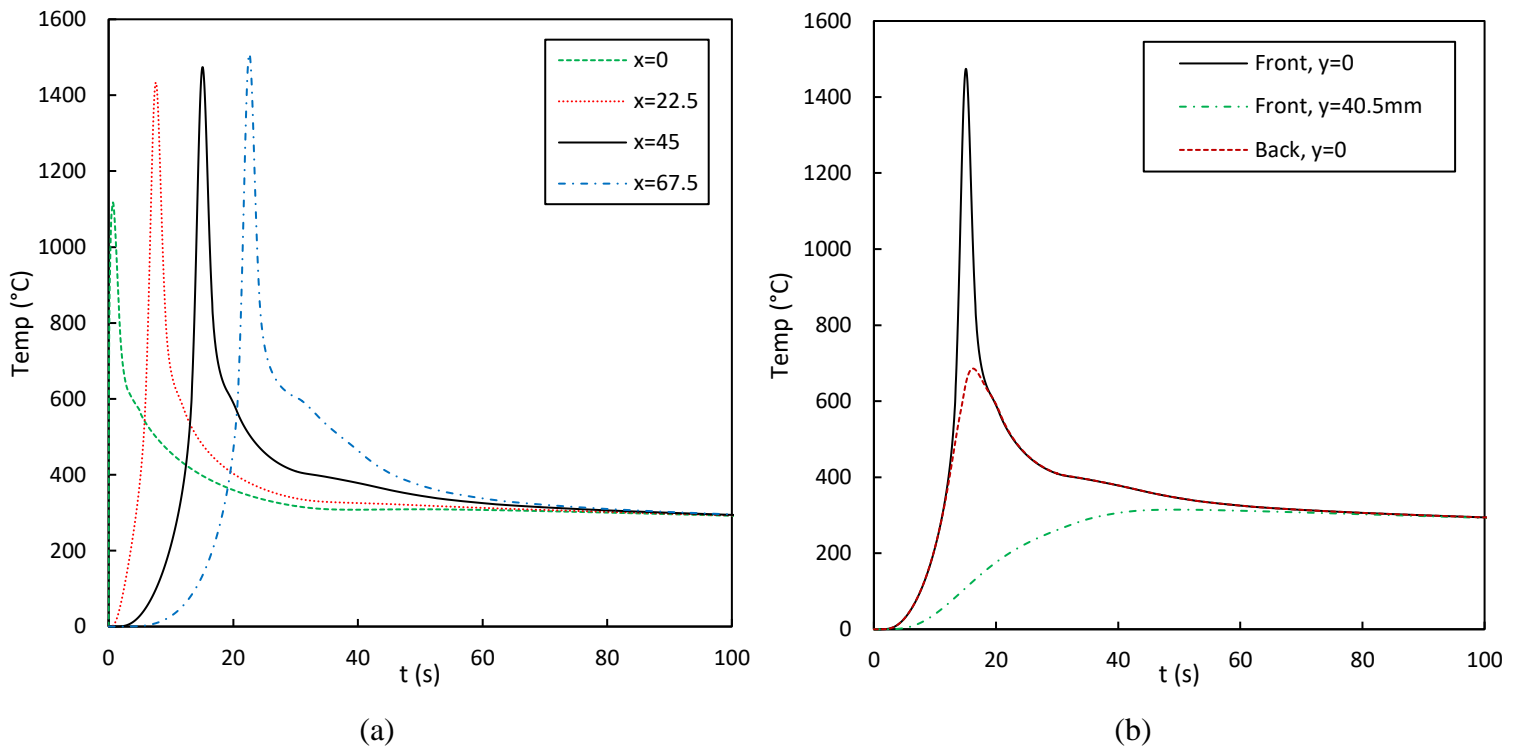 1600
1400
1200
1000
800
600
400
200
0
Temp (°C)
x=0
x=22.5
x=45
x=67.5
0 20 40 60 80 100
t (s)
(a)
1600
1400
1200
1000
800
600
400
200
0
Temp (°C)
Front, y=0
Front, y=40.5mm
Back, y=0
0 20 40 60 80 100
t (s)
(b)